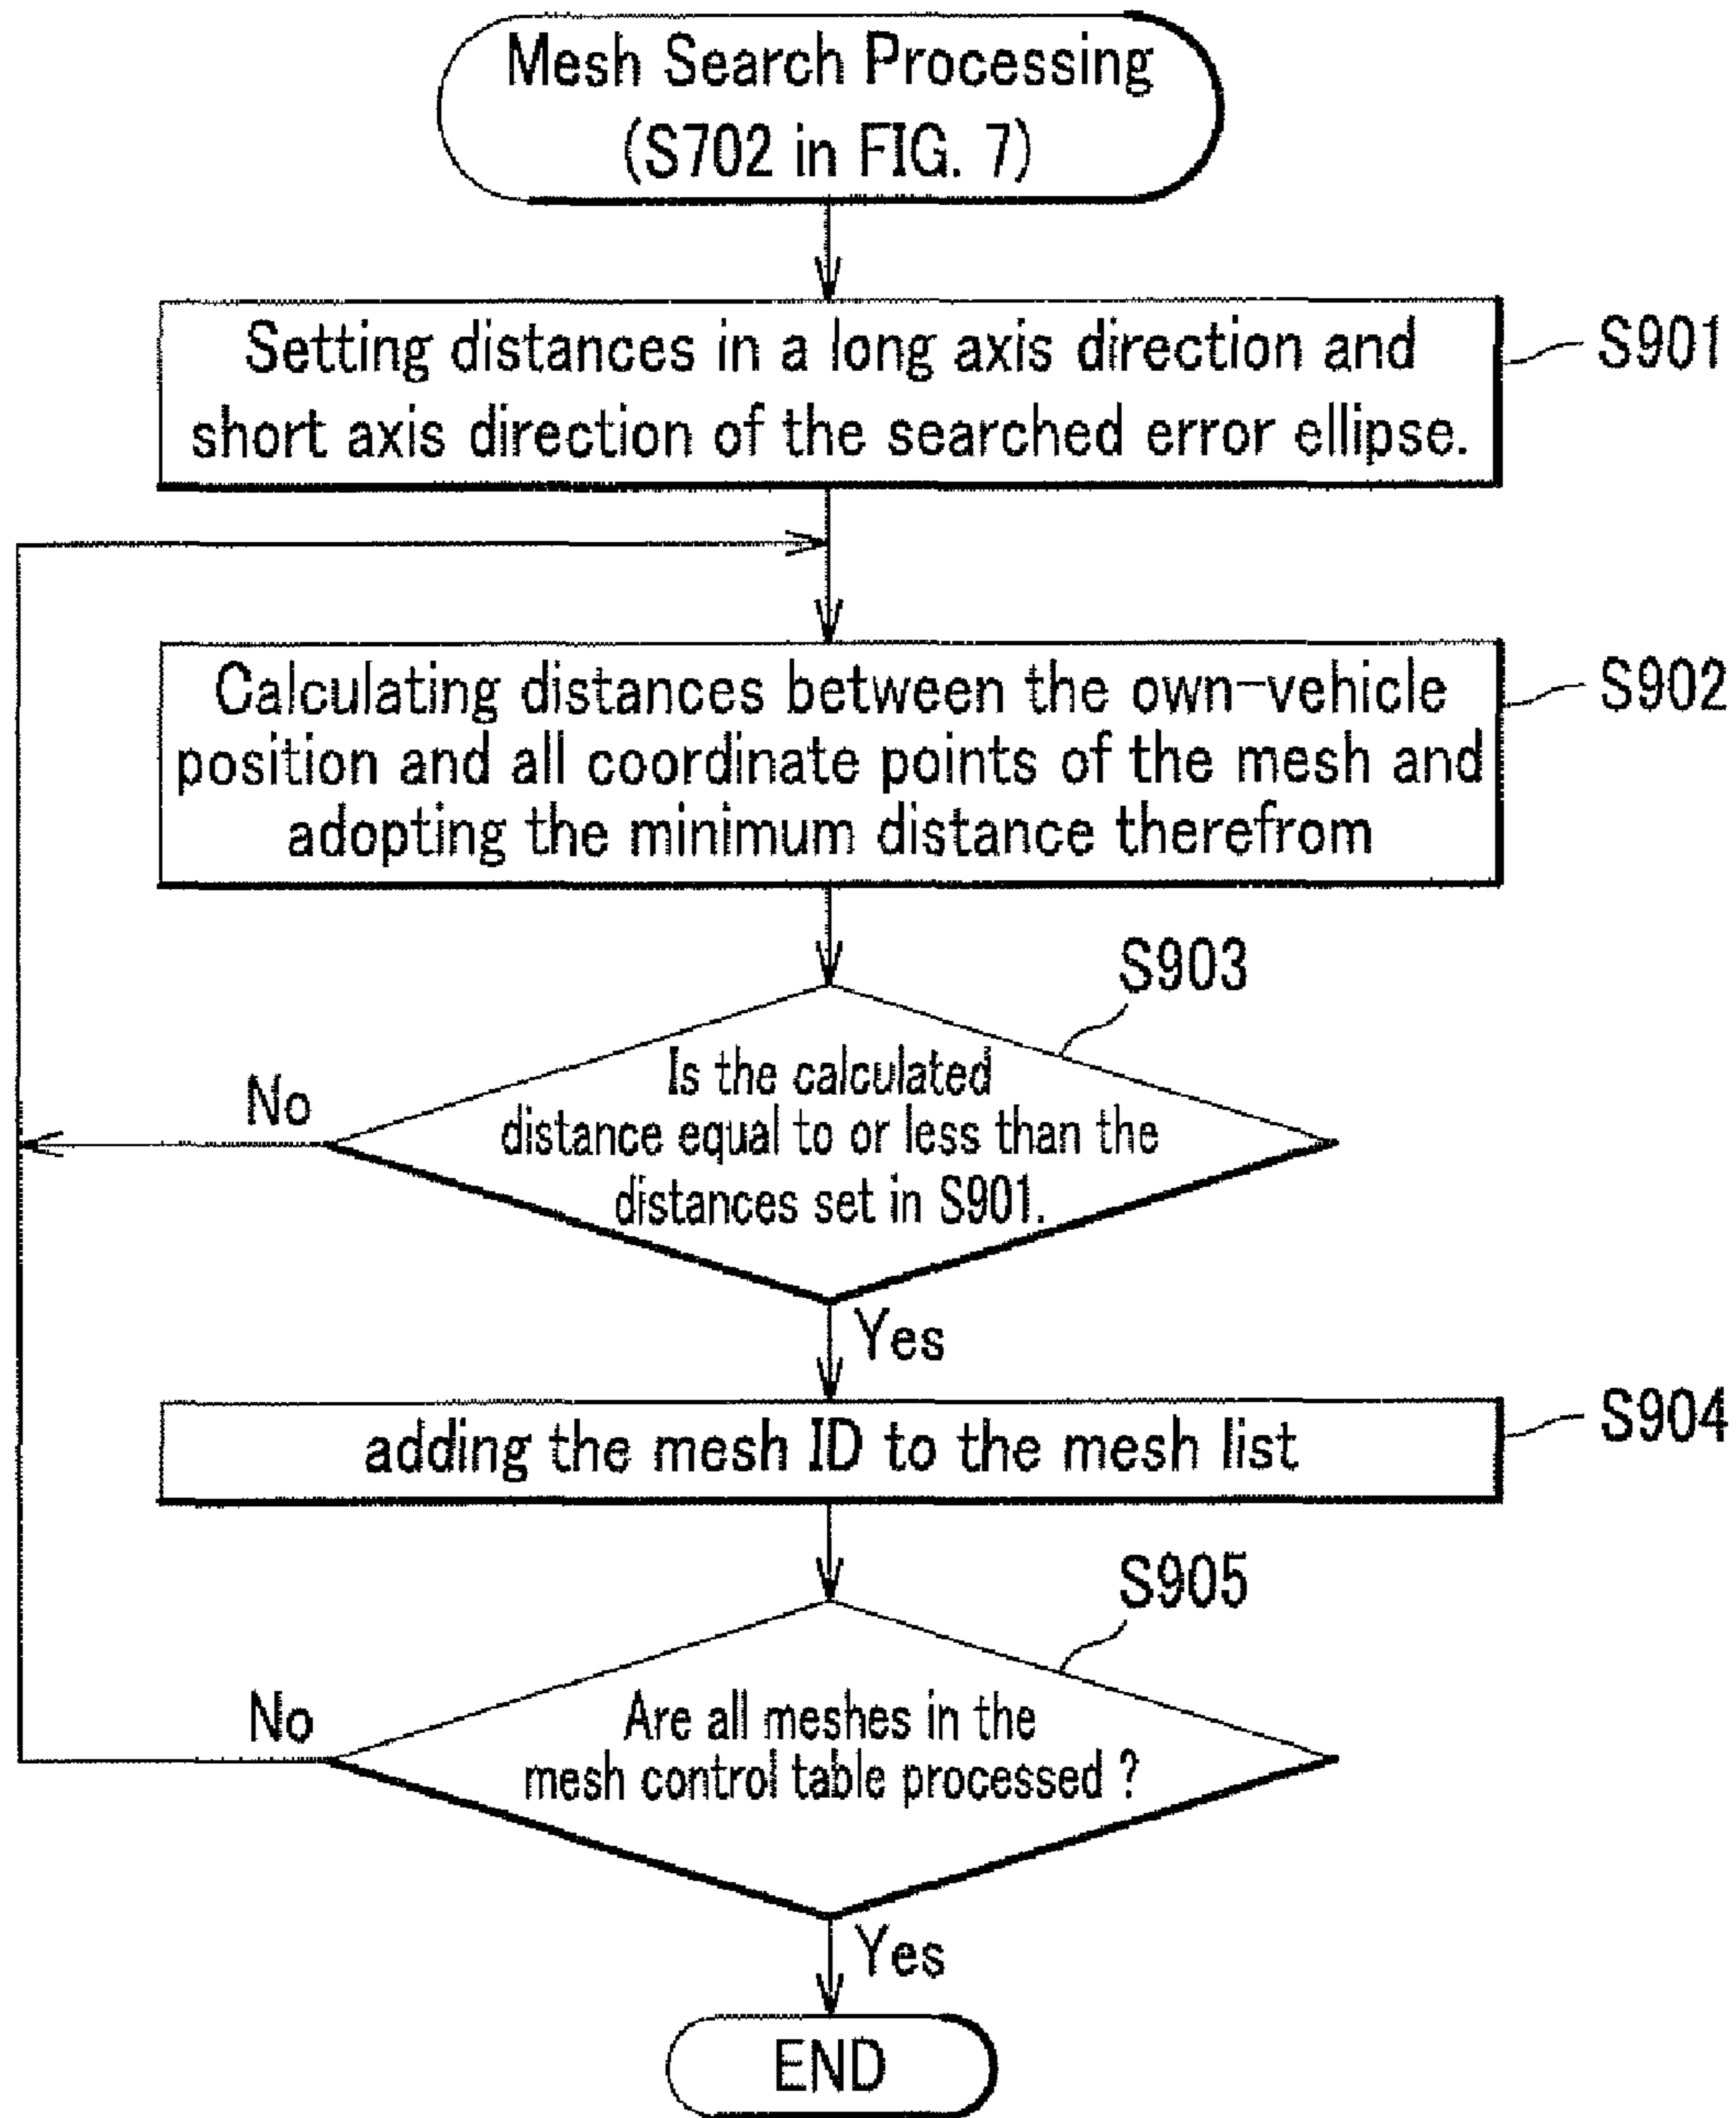 Mesh Search Processing
(S702 in FIG. 7)
Setting distances in a long axis direction and
short axis direction of the searched error ellipse.
S901
Calculating distances between the own-vehicle
position and all coordinate points of the mesh and
adopting the minimum distance therefrom
S902
S903
Is the calculated
distance equal to or less than the
distances set in S901.
No
Yes
adding the mesh ID to the mesh list
S904
S905
Are all meshes in the
mesh control table processed ?
No
Yes
END